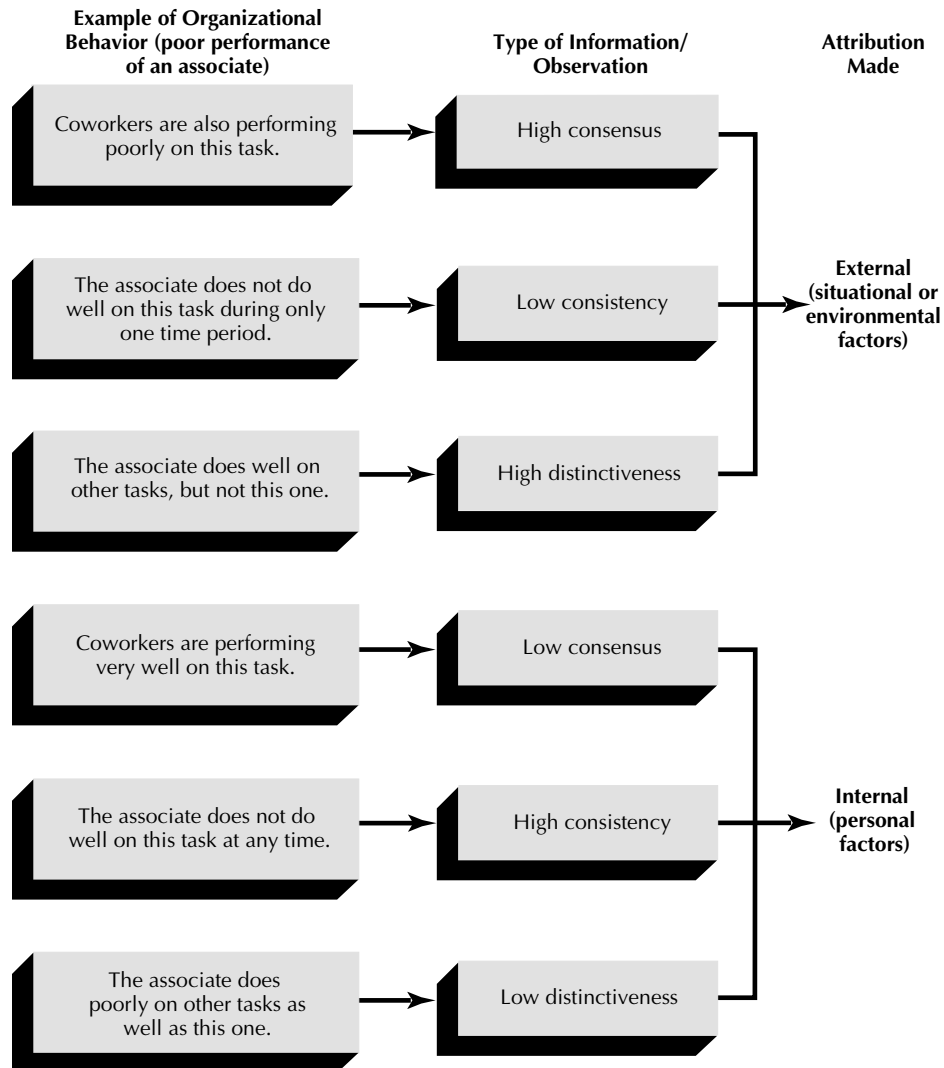 Example of Organizational
Behavior (poor performance
of an associate)
Type of Information/
Observation
Attribution
Made
Coworkers are also performing
poorly on this task.
High consensus
The associate does not do
well on this task during only
one time period.
Low consistency
External
(situational or
environmental
factors)
The associate does well on
other tasks, but not this one.
High distinctiveness
Coworkers are performing
very well on this task.
Low consensus
The associate does not do
well on this task at any time.
High consistency
Internal
(personal
factors)
The associate does
poorly on other tasks as
well as this one.
Low distinctiveness